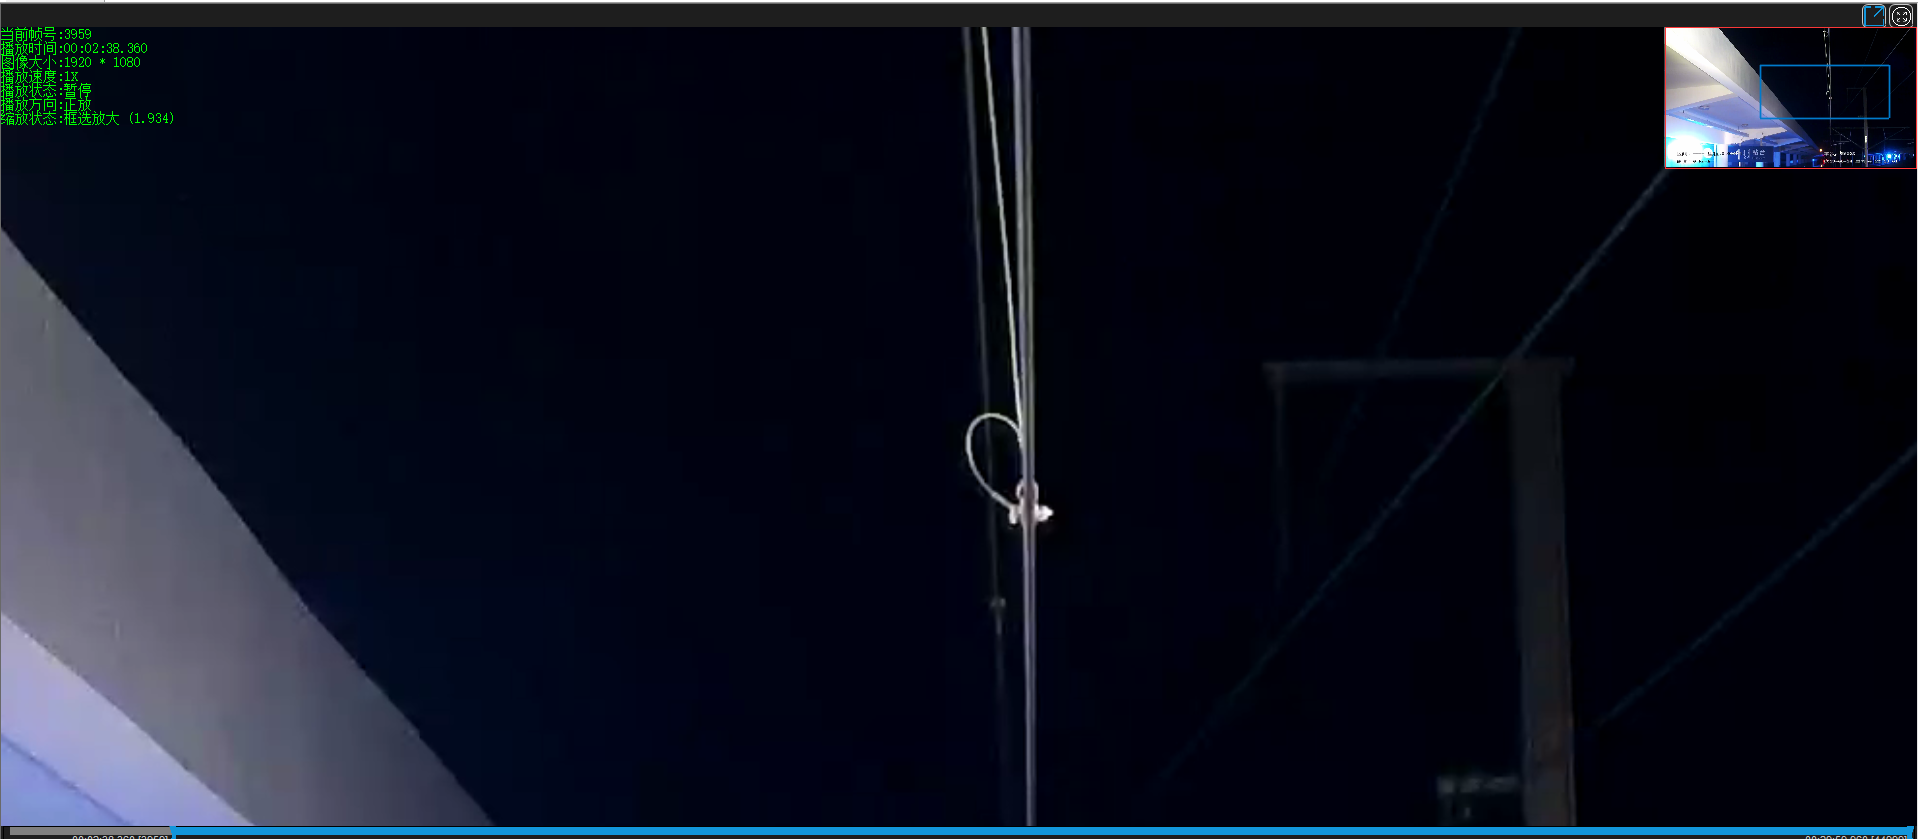 当前帧号:3959
播放时间:00:02:38.360
图像大小:1920 * 1080
播放速度:1X
播放状态:暂停
播放方向:正放
缩放状态:框选放大 (1.934)